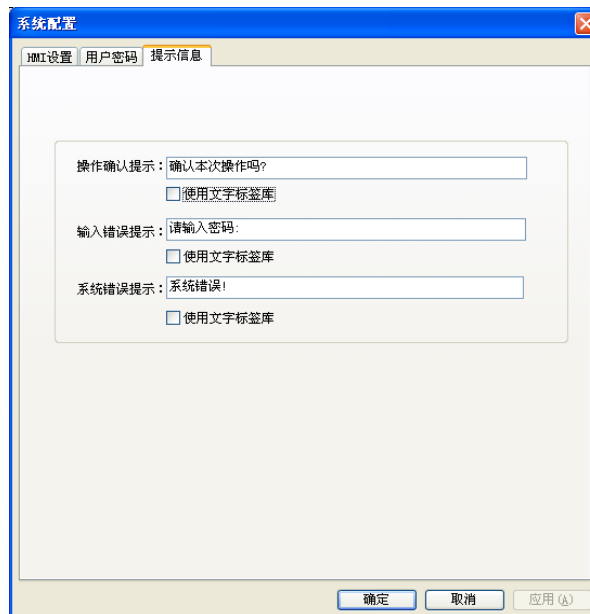 系统配置
HMI设置 用户密码 提示信息
操作确认提示：确认本次操作吗?
使用文字标签库
输入错误提示：请输入密码:
使用文字标签库
系统错误提示：系统错误!
使用文字标签库
确定 取消 应用(A)